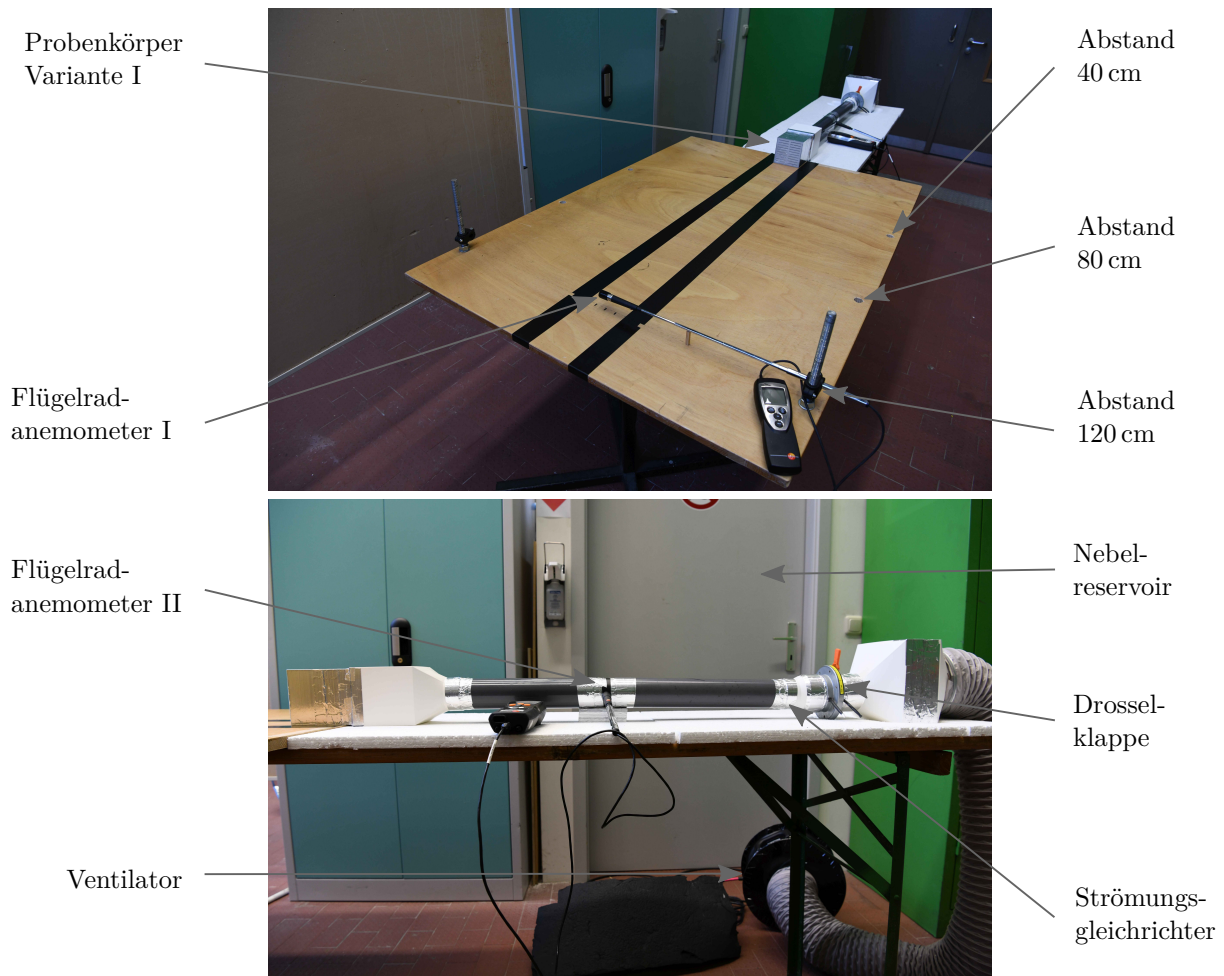 Probenkörper
Variante I
Abstand
40 cm
Abstand
80 cm
Flügelrad-
anemometer I
Abstand
120 cm
Flügelrad-
anemometer II
Nebel-
reservoir
Drossel-
klappe
Ventilator
Strömungs-
gleichrichter